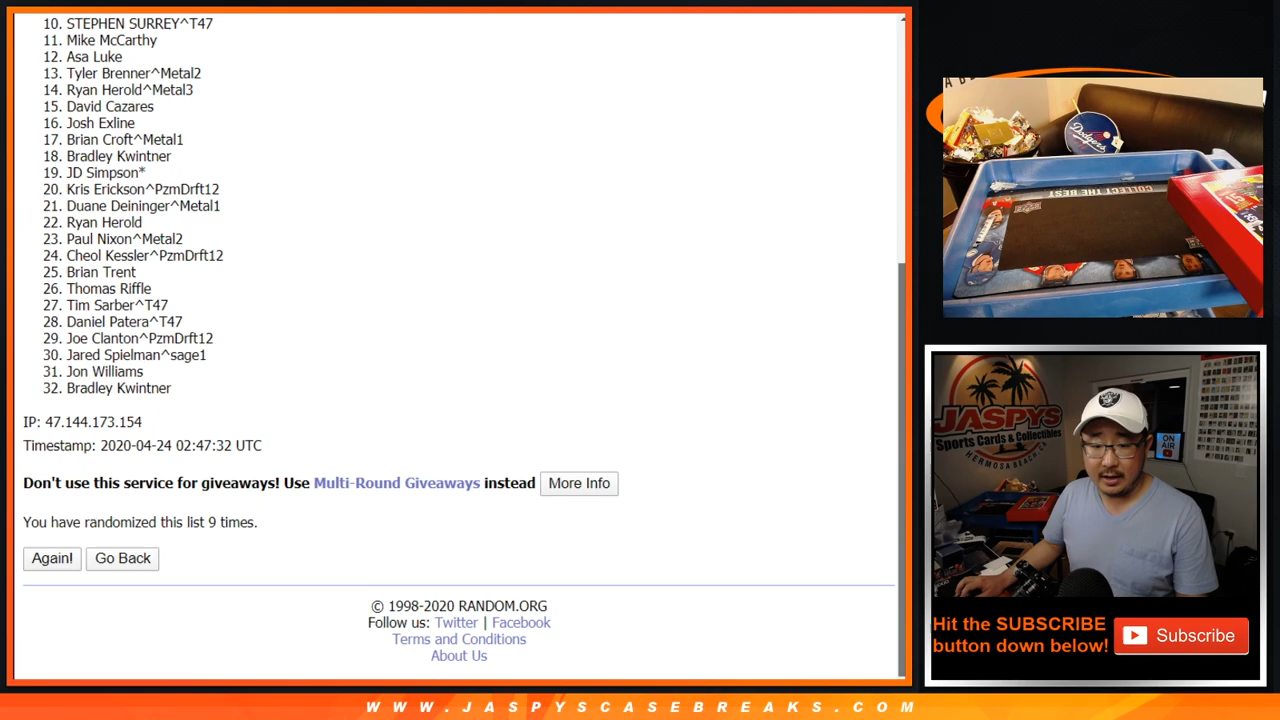 10. STEPHEN SURREY^T47
11. Mike McCarthy
12. Asa Luke
13. Tyler Brenner^Metal2
14. Ryan Herold^Metal3
15. David Cazares
16. Josh Exline
17. Brian Croft^Metal1
18. Bradley Kwintner
19. JD Simpson*
20. Kris Erickson^PzmDrft12
21. Duane Deininger^Metal1
22. Ryan Herold
23. Paul Nixon^Metal2
24. Cheol Kessler^PzmDrft12
25. Brian Trent
26. Thomas Riffle
27. Tim Sarber^T47
28. Daniel Patera^T47
29. Joe Clanton^PzmDrft12
30. Jared Spielman^sage1
31. Jon Williams
32. Bradley Kwintner
IP: 47.144.173.154
Timestamp: 2020-04-24 02:47:32 UTC
Don't use this service for giveaways! Use Multi-Round Giveaways instead More Info
You have randomized this list 9 times.
Again! Go Back
© 1998-2020 RANDOM.ORG
Follow us: Twitter | Facebook
Terms and Conditions
About Us
Dodgers
COLLECT THE BEST
JASPYS
Sports Cards & Collectibles
HERMOSA BEACH, CA
ON
AIR
Hit the SUBSCRIBE
button down below!
Subscribe
WWW.JASPYSCASEBREAKS.COM